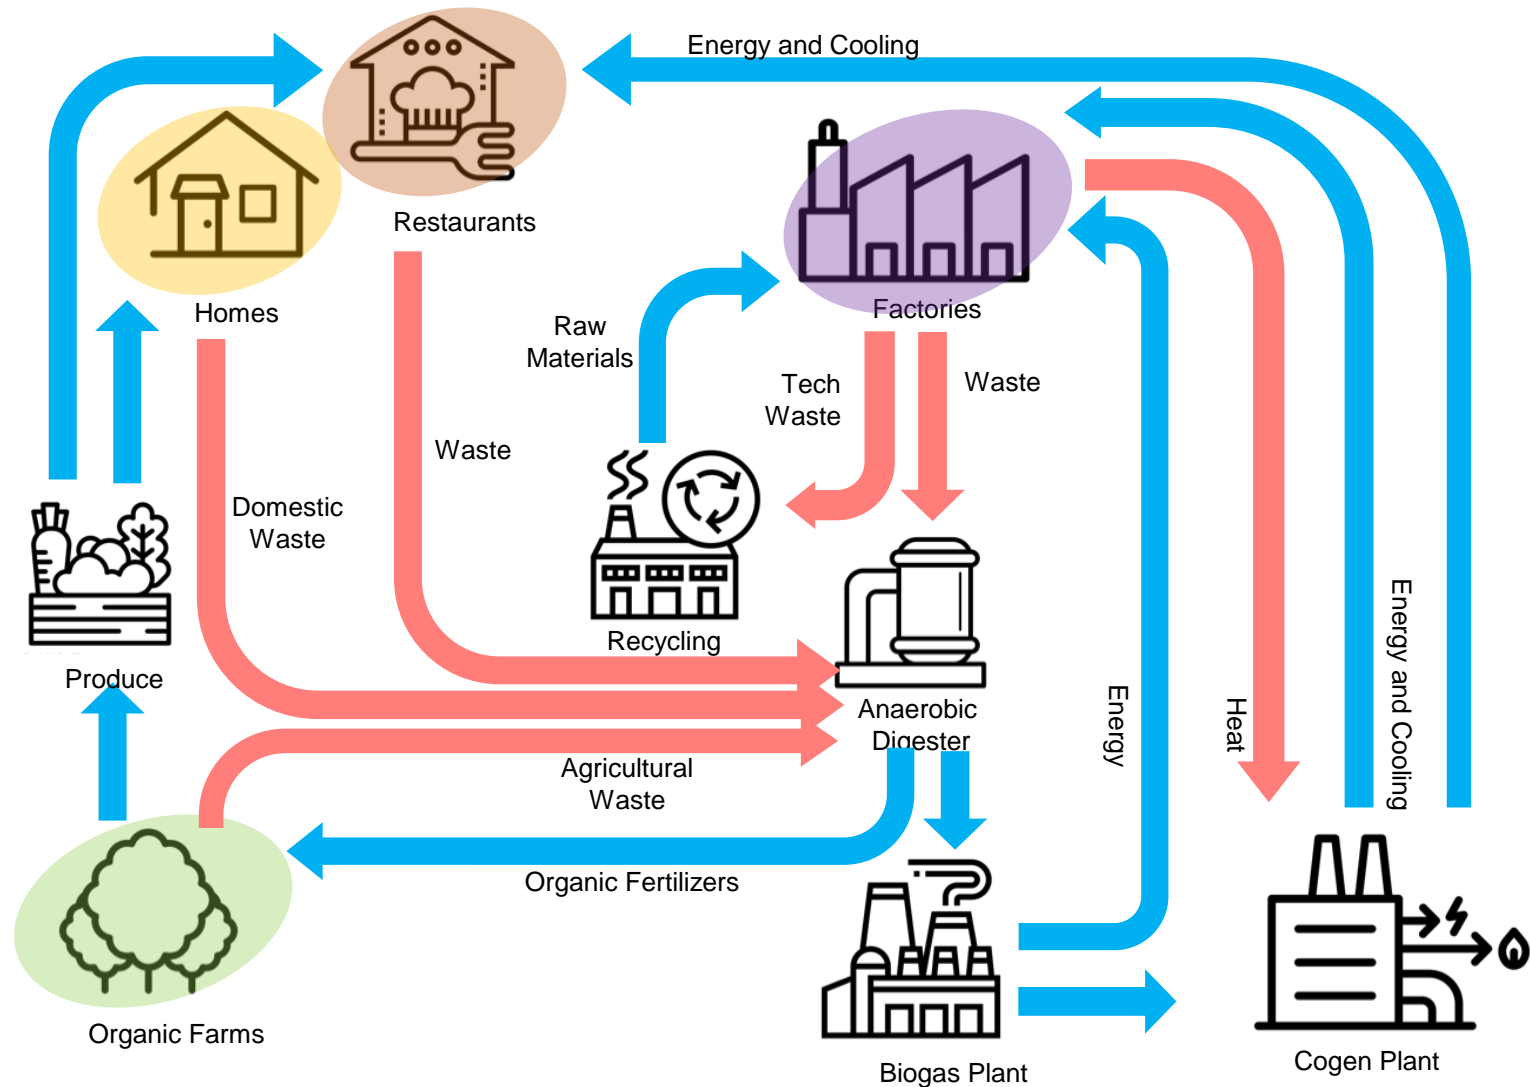 Energy and Cooling
Restaurants
Homes
Factories
Raw
Materials
Tech
Waste
Waste
Waste
Domestic
Waste
Recycling
Produce
Anaerobic
Digester
Energy
Heat
Energy and Cooling
Agricultural
Waste
Organic Fertilizers
Organic Farms
Biogas Plant
Cogen Plant